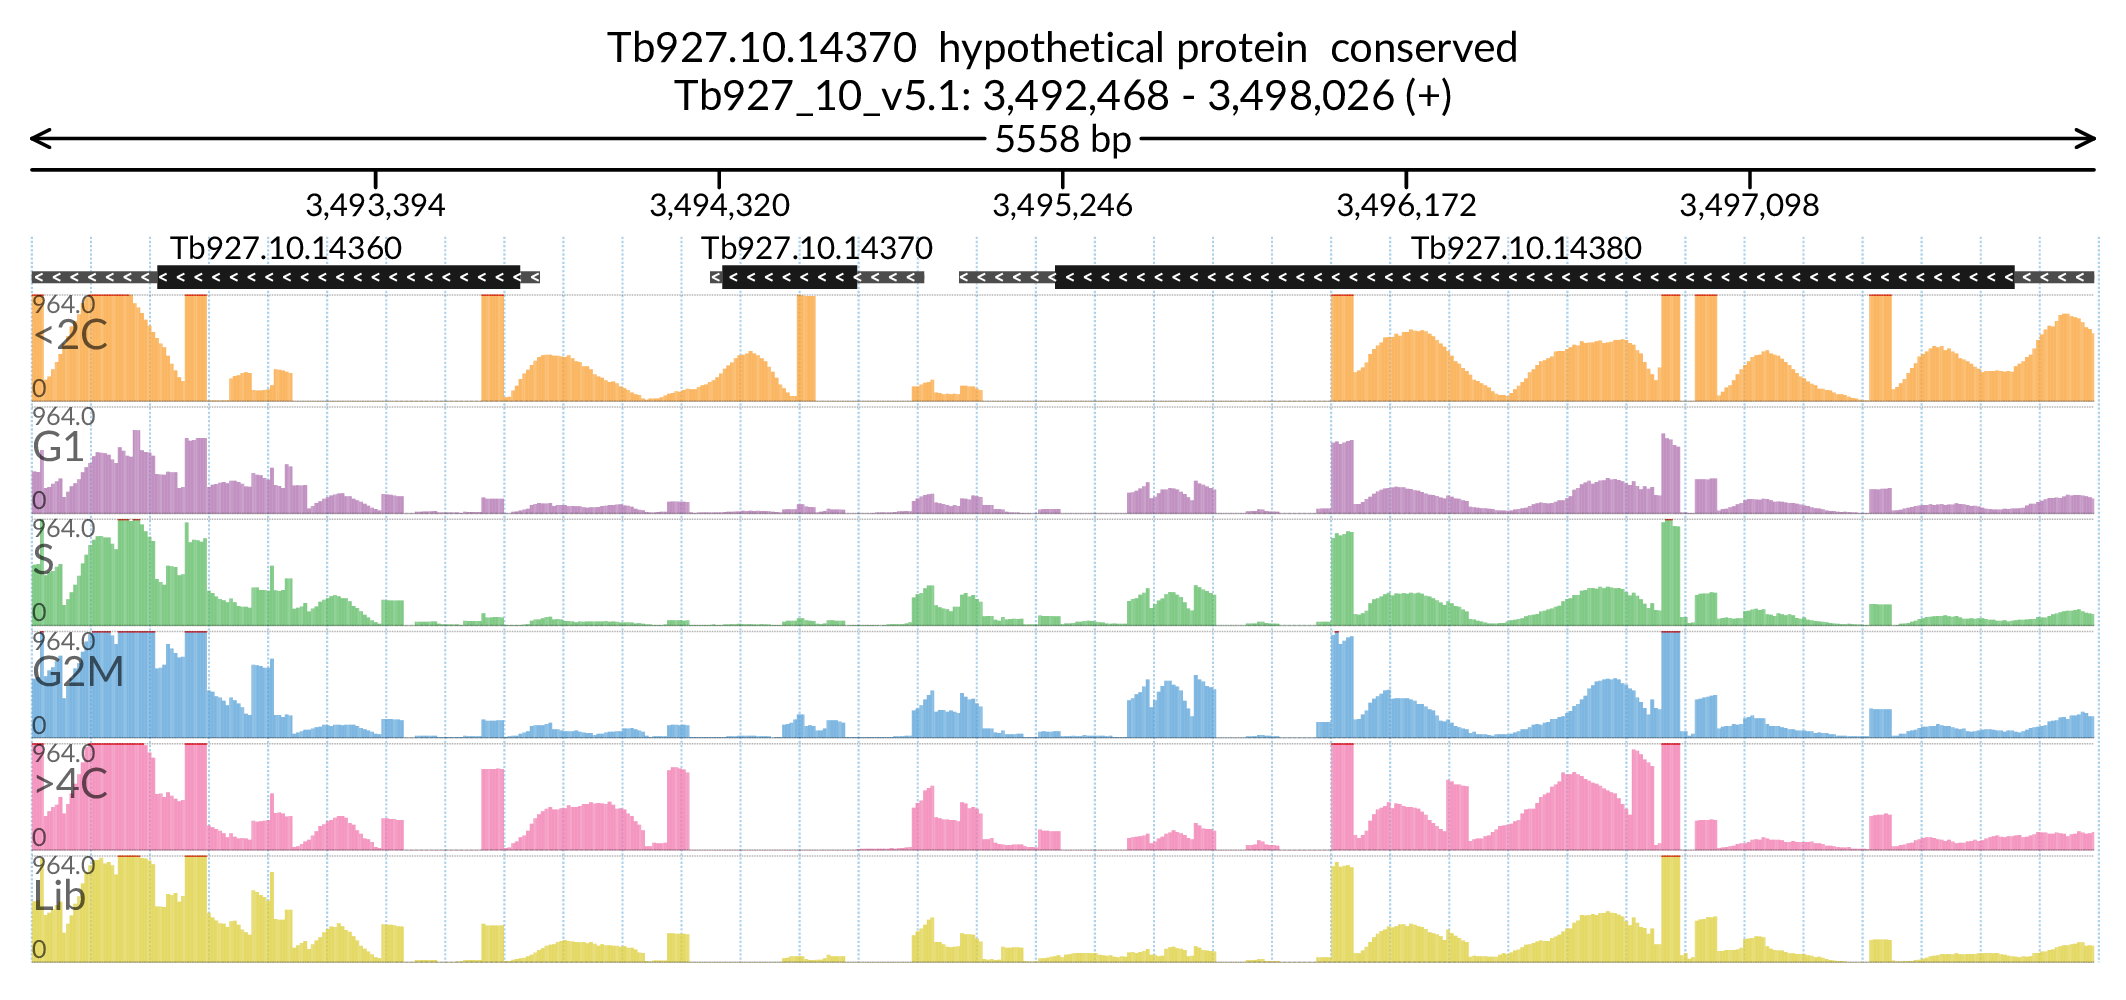 Tb927.10.14370 hypothetical protein conserved
Tb927_10_v5.1: 3,492,468 - 3,498,026 (+)
5558 bp
3,493,394 3,494,320 3,495,246 3,496,172 3,497,098
Tb927.10.14360 Tb927.10.14370 Tb927.10.14380
964.0
<2C
0
964.0
G1
0
964.0
S
0
964.0
G2M
0
964.0
>4C
0
964.0
Lib
0